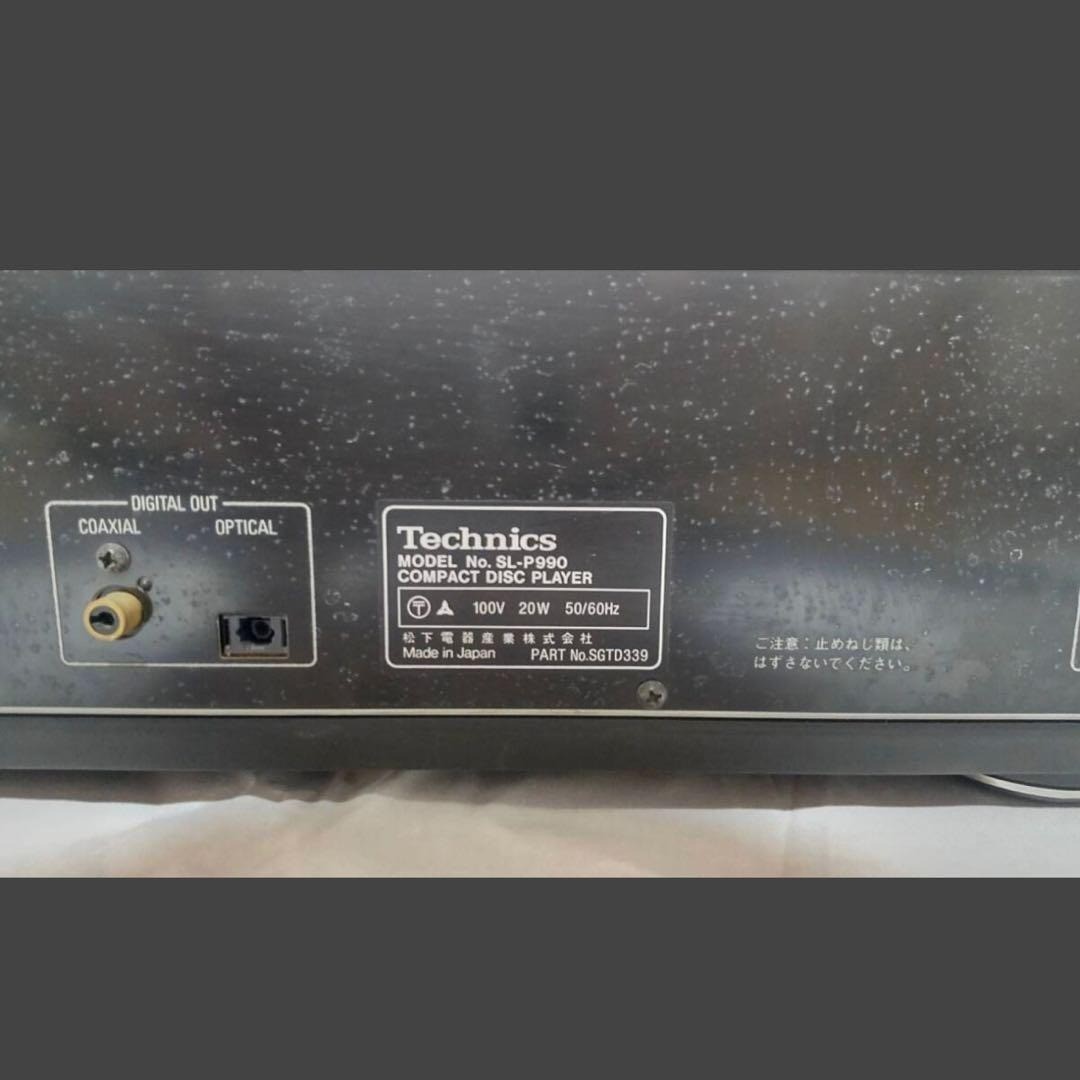 DIGITAL OUT
COAXIAL OPTICAL
Technics
MODEL No. SL-P990
COMPACT DISC PLAYER
100V 20W 50/60Hz
松下電器産業株式会社
Made in Japan PART No.SGTD339
ご注意：止めねじ類は、
はずさないでください。